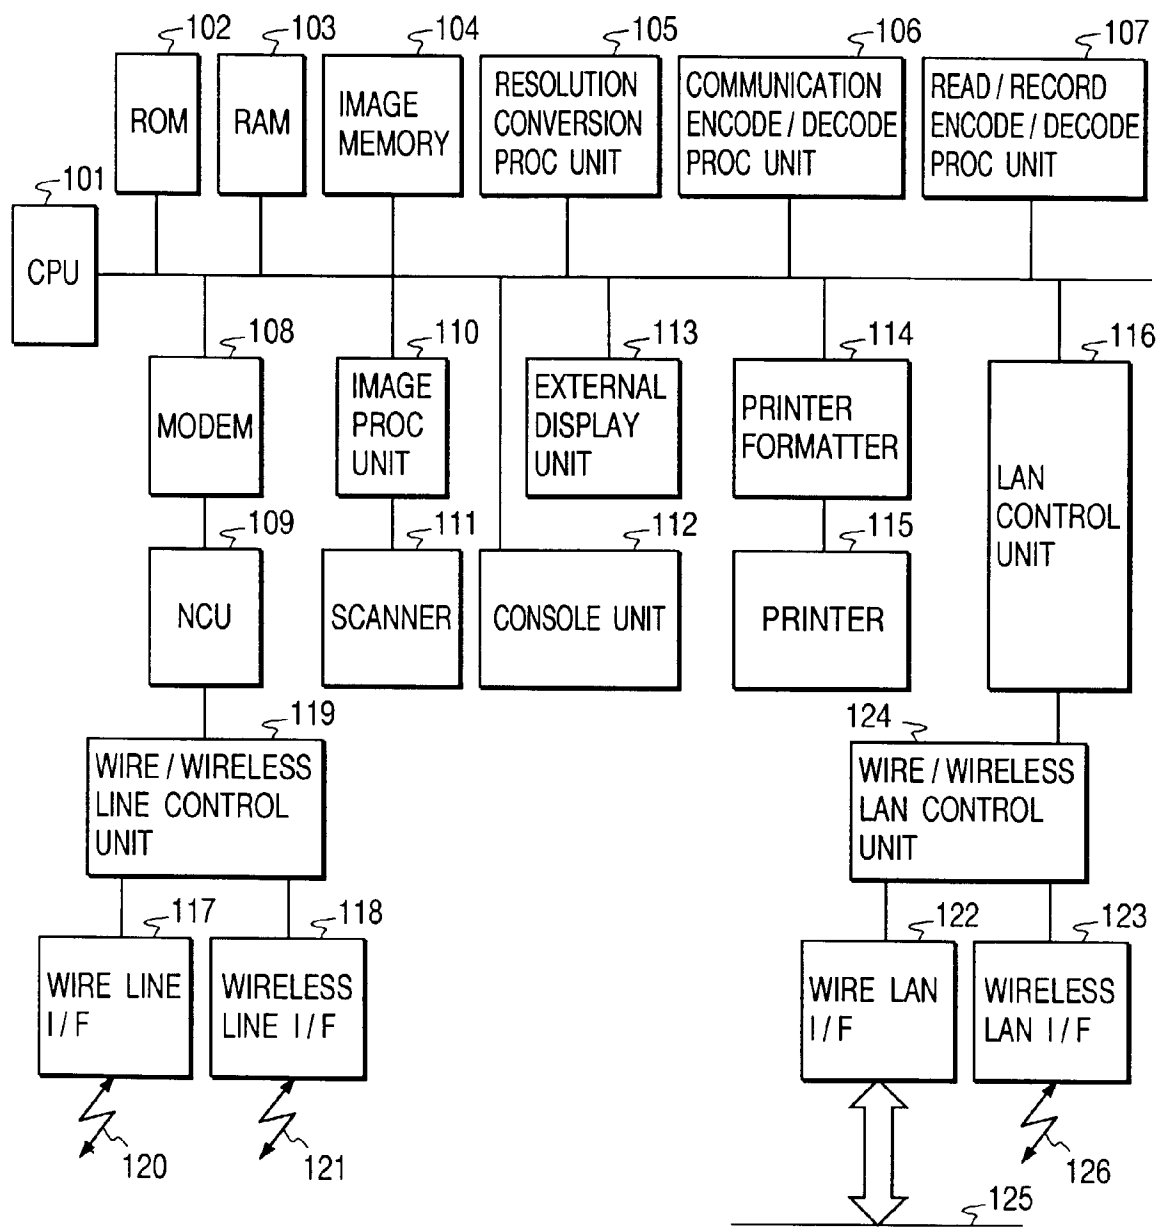 102
103
104
105
106
107
ROM
RAM
IMAGE
MEMORY
RESOLUTION
CONVERSION
PROC UNIT
COMMUNICATION
ENCODE / DECODE
PROC UNIT
READ / RECORD
ENCODE / DECODE
PROC UNIT
101
CPU
108
110
113
114
116
MODEM
IMAGE
PROC
UNIT
EXTERNAL
DISPLAY
UNIT
PRINTER
FORMATTER
LAN
CONTROL
UNIT
109
111
112
115
NCU
SCANNER
CONSOLE UNIT
PRINTER
119
124
WIRE / WIRELESS
LINE CONTROL
UNIT
WIRE / WIRELESS
LAN CONTROL
UNIT
117
118
122
123
WIRE LINE
I / F
WIRELESS
LINE I / F
WIRE LAN
I / F
WIRELESS
LAN I / F
120
121
126
125